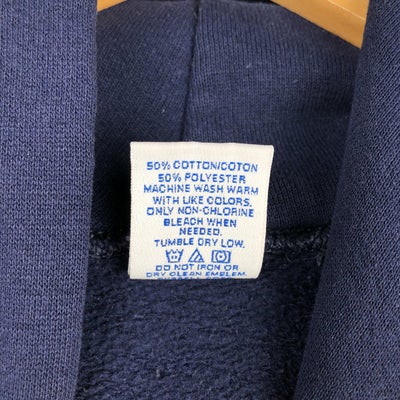 50% COTTON/COTON
50% POLYESTER
MACHINE WASH WARM
WITH LIKE COLORS.
ONLY NON-CHLORINE
BLEACH WHEN
NEEDED.
TUMBLE DRY LOW.
DO NOT IRON OR
DRY CLEAN EMBLEM.